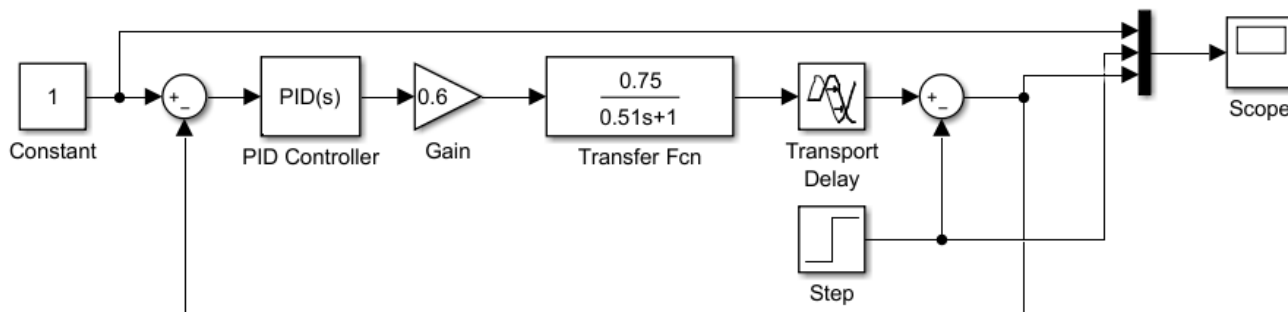 1
Constant
+
−
PID(s)
PID Controller
0.6
Gain
0.75
0.51s+1
Transfer Fcn
Transport
Delay
+
−
Step
Scope